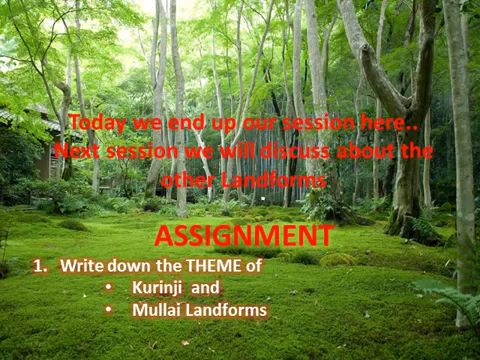 Today we end up our session here..
Next session we will discuss about the
other Landforms
ASSIGNMENT
1. Write down the THEME of
• Kurinji and
• Mullai Landforms